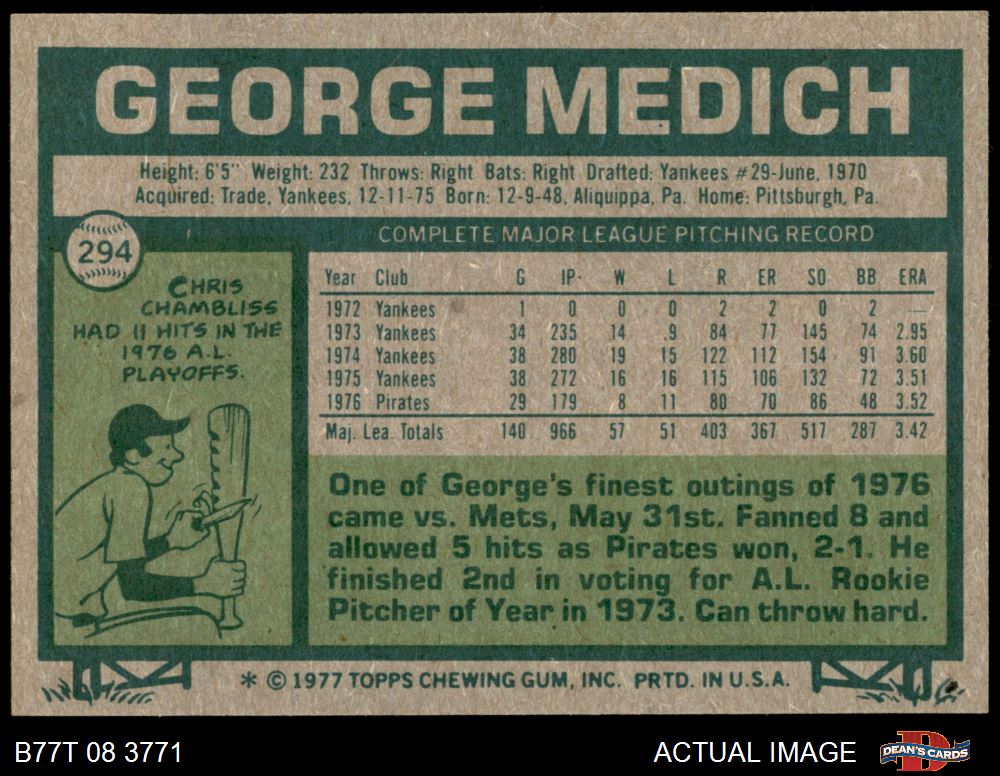 GEORGE MEDICH
Height: 6'5" Weight: 232 Throws: Right Bats: Right Drafted: Yankees #29-June, 1970
Acquired: Trade, Yankees, 12-11-75 Born: 12-9-48, Aliquippa, Pa. Home: Pittsburgh, Pa.
294
CHRIS
CHAMBLISS
HAD 11 HITS IN THE
1976 A.L.
PLAYOFFS.
COMPLETE MAJOR LEAGUE PITCHING RECORD
Year Club G IP. W L R ER SO BB ERA
1972 Yankees 1 0 0 0 2 2 0 2 —
1973 Yankees 34 235 14 .9 84 77 145 74 2.95
1974 Yankees 38 280 19 15 122 112 154 91 3.60
1975 Yankees 38 272 16 16 115 106 132 72 3.51
1976 Pirates 29 179 8 11 80 70 86 48 3.52
Maj. Lea. Totals 140 966 57 51 403 367 517 287 3.42
One of George's finest outings of 1976
came vs. Mets, May 31st. Fanned 8 and
allowed 5 hits as Pirates won, 2-1. He
finished 2nd in voting for A.L. Rookie
Pitcher of Year in 1973. Can throw hard.
* © 1977 TOPPS CHEWING GUM, INC. PRTD. IN U.S.A.
B77T 08 3771
ACTUAL IMAGE
D
DEAN'S CARDS